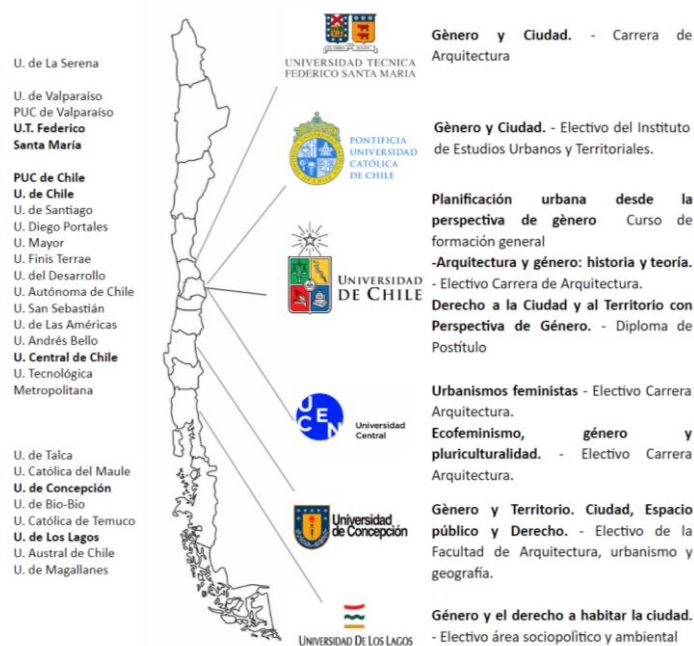 U. de La Serena
U. de Valparaíso
PUC de Valparaíso
U.T. Federico
Santa María
PUC de Chile
U. de Chile
U. de Santiago
U. Diego Portales
U. Mayor
U. Finis Terrae
U. del Desarrollo
U. Autónoma de Chile
U. San Sebastián
U. de Las Américas
U. Andrés Bello
U. Central de Chile
U. Tecnológica
Metropolitana
U. de Talca
U. Católica del Maule
U. de Concepción
U. de Bio-Bio
U. Católica de Temuco
U. de Los Lagos
U. Austral de Chile
U. de Magallanes
UNIVERSIDAD TECNICA
FEDERICO SANTA MARIA
Gènero y Ciudad. - Carrera de
Arquitectura
PONTIFICIA
UNIVERSIDAD
CATÓLICA
DE CHILE
Gènero y Ciudad. - Electivo del Instituto
de Estudios Urbanos y Territoriales.
UNIVERSIDAD
DE CHILE
Planificación urbana desde la
perspectiva de gènero Curso de
formación general
-Arquitectura y género: historia y teoría.
- Electivo Carrera de Arquitectura.
Derecho a la Ciudad y al Territorio con
Perspectiva de Género. - Diploma de
Postítulo
UCEN
Universidad
Central
Urbanismos feministas - Electivo Carrera
Arquitectura.
Ecofeminismo, género y
pluriculturalidad. - Electivo Carrera
Arquitectura.
Universidad
de Concepción
Gènero y Territorio. Ciudad, Espacio
público y Derecho. - Electivo de la
Facultad de Arquitectura, urbanismo y
geografía.
UNIVERSIDAD DE LOS LAGOS
Género y el derecho a habitar la ciudad.
- Electivo área sociopolìtico y ambiental